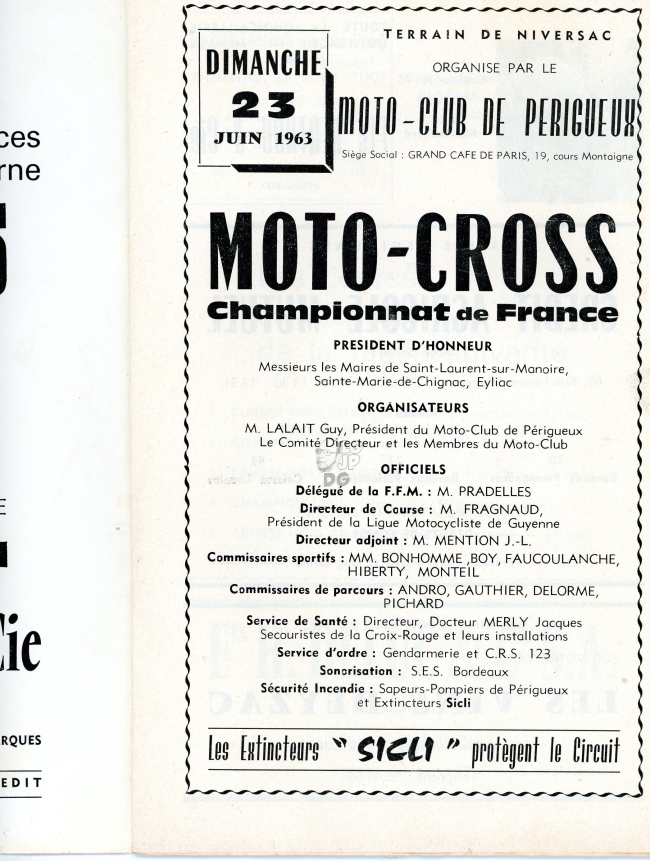 ces
rne
5
E
Cie
RQUES
EDIT
DIMANCHE
23
JUIN 1963
TERRAIN DE NIVERSAC
ORGANISE PAR LE
MOTO-CLUB DE PERIGUEUX
Siège Social : GRAND CAFE DE PARIS, 19, cours Montaigne
MOTO-CROSS
Championnat de France
PRESIDENT D'HONNEUR
Messieurs les Maires de Saint-Laurent-sur-Manoire,
Sainte-Marie-de-Chignac, Eyliac
ORGANISATEURS
M. LALAIT Guy, Président du Moto-Club de Périgueux
Le Comité Directeur et les Membres du Moto-Club
JP
DG
OFFICIELS
Délégué de la F.F.M. : M. PRADELLES
Directeur de Course : M. FRAGNAUD,
Président de la Ligue Motocycliste de Guyenne
Directeur adjoint : M. MENTION J.-L.
Commissaires sportifs : MM. BONHOMME ,BOY, FAUCOULANCHE,
HIBERTY, MONTEIL
Commissaires de parcours : ANDRO, GAUTHIER, DELORME,
PICHARD
Service de Santé : Directeur, Docteur MERLY Jacques
Secouristes de la Croix-Rouge et leurs installations
Service d'ordre : Gendarmerie et C.R.S. 123
Sonorisation : S.E.S. Bordeaux
Sécurité Incendie : Sapeurs-Pompiers de Périgueux
et Extincteurs Sicli
Les Extincteurs " SICLI " protègent le Circuit